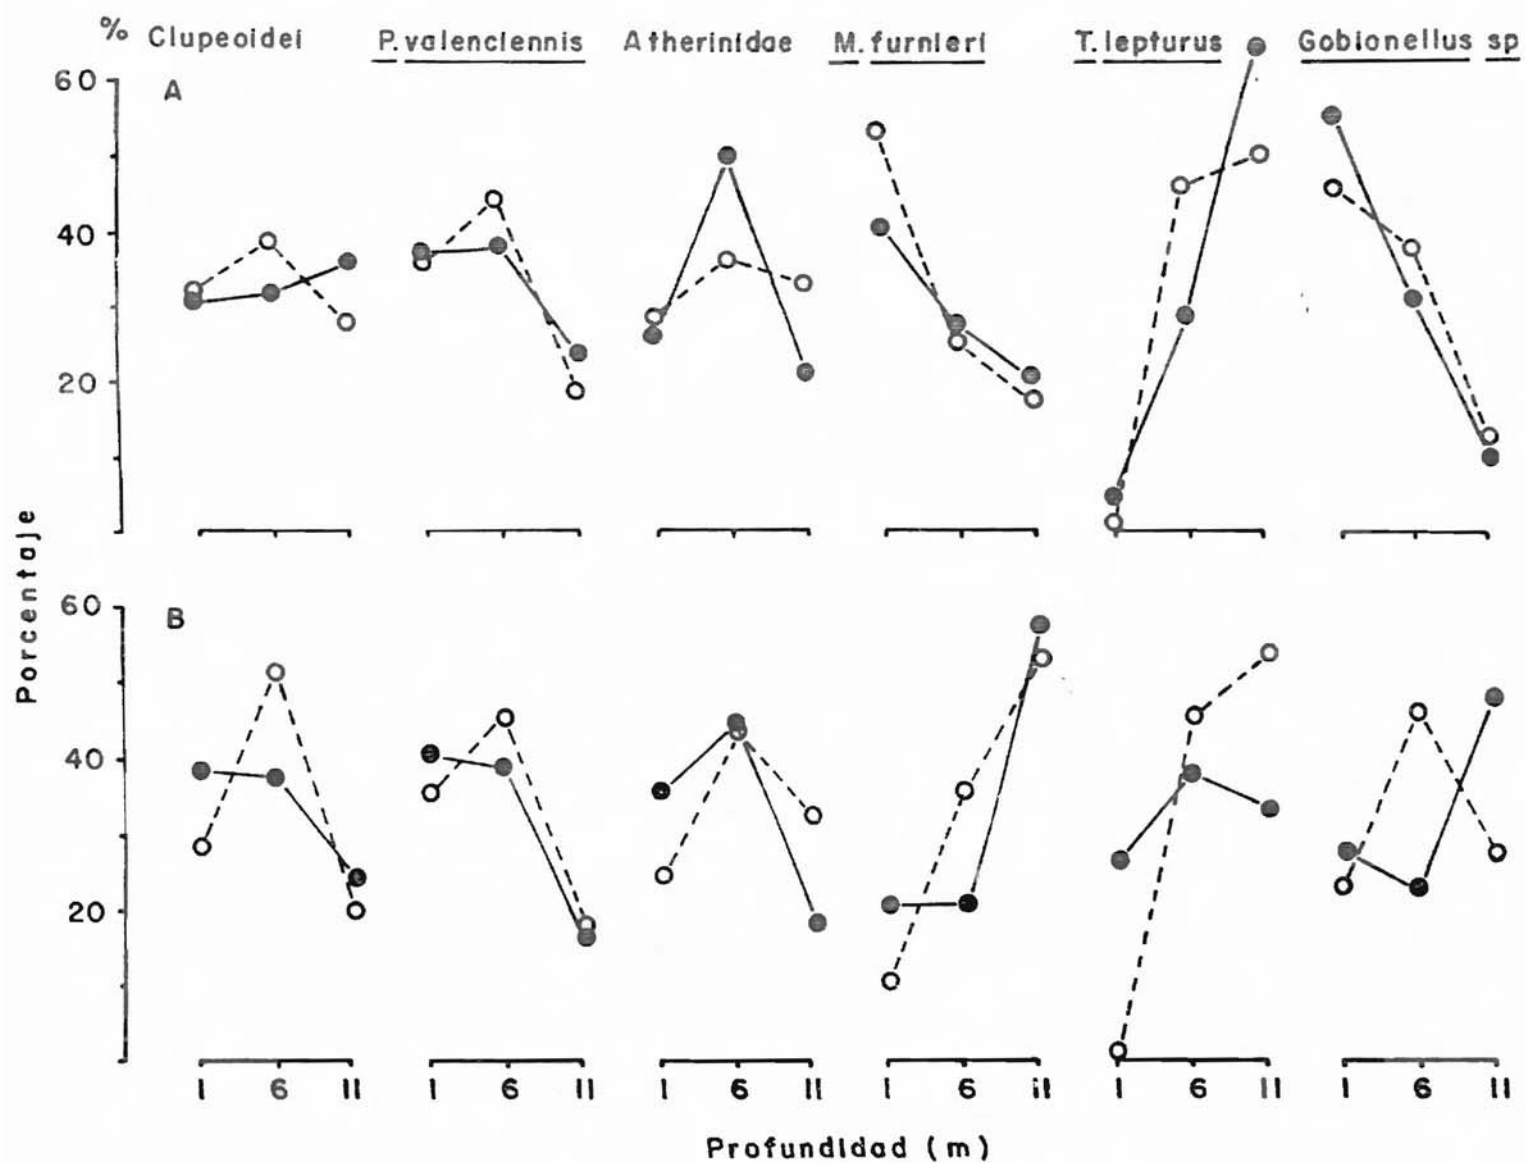 % Clupeoidei P. valenciennis Atherinidae M. furnieri T. lepturus Gobionellus sp
60 A
40
20
Porcentaje
60 B
40
20
1 6 11 1 6 11 1 6 11 1 6 11 1 6 11 1 6 11
Profundidad (m)